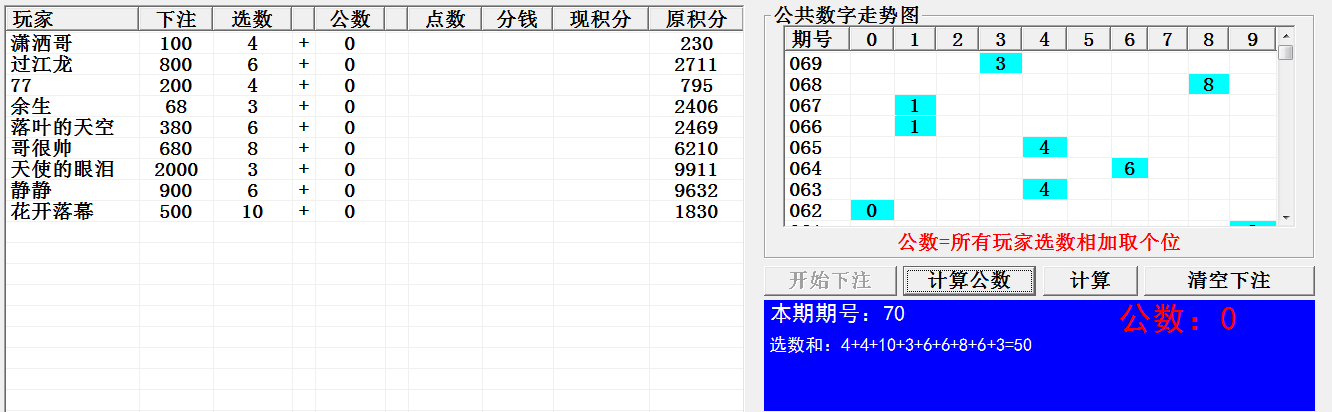 玩家 下注 选数 公数 点数 分钱 现积分 原积分
潇洒哥 100 4 + 0 230
过江龙 800 6 + 0 2711
77 200 4 + 0 795
余生 68 3 + 0 2406
落叶的天空 380 6 + 0 2469
哥很帅 680 8 + 0 6210
天使的眼泪 2000 3 + 0 9911
静静 900 6 + 0 9632
花开落幕 500 10 + 0 1830
公共数字走势图
期号 0 1 2 3 4 5 6 7 8 9
069 3
068 8
067 1
066 1
065 4
064 6
063 4
062 0
公数=所有玩家选数相加取个位
开始下注 计算公数 计算 清空下注
本期期号：70 公数：0
选数和：4+4+10+3+6+6+8+6+3=50